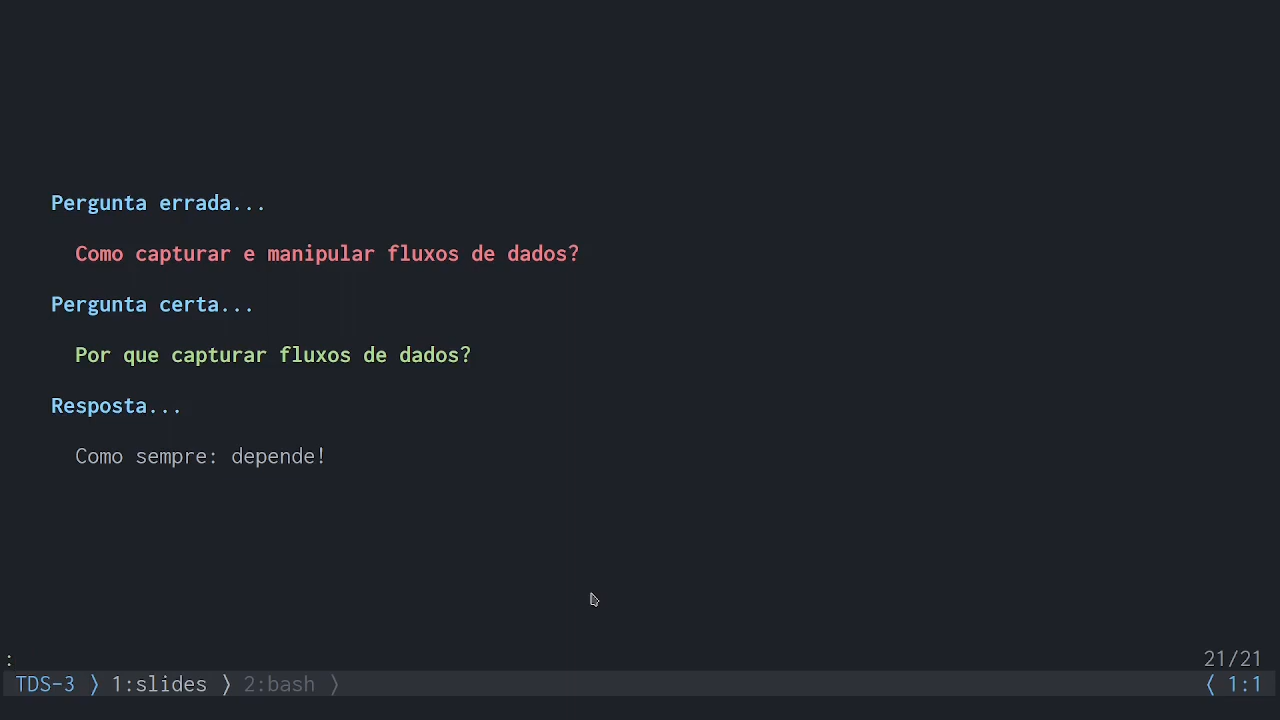 Pergunta errada...
Como capturar e manipular fluxos de dados?
Pergunta certa...
Por que capturar fluxos de dados?
Resposta...
Como sempre: depende!
: 21/21
TDS-3 ⟩ 1:slides ⟩ 2:bash ⟩ ⟨ 1:1